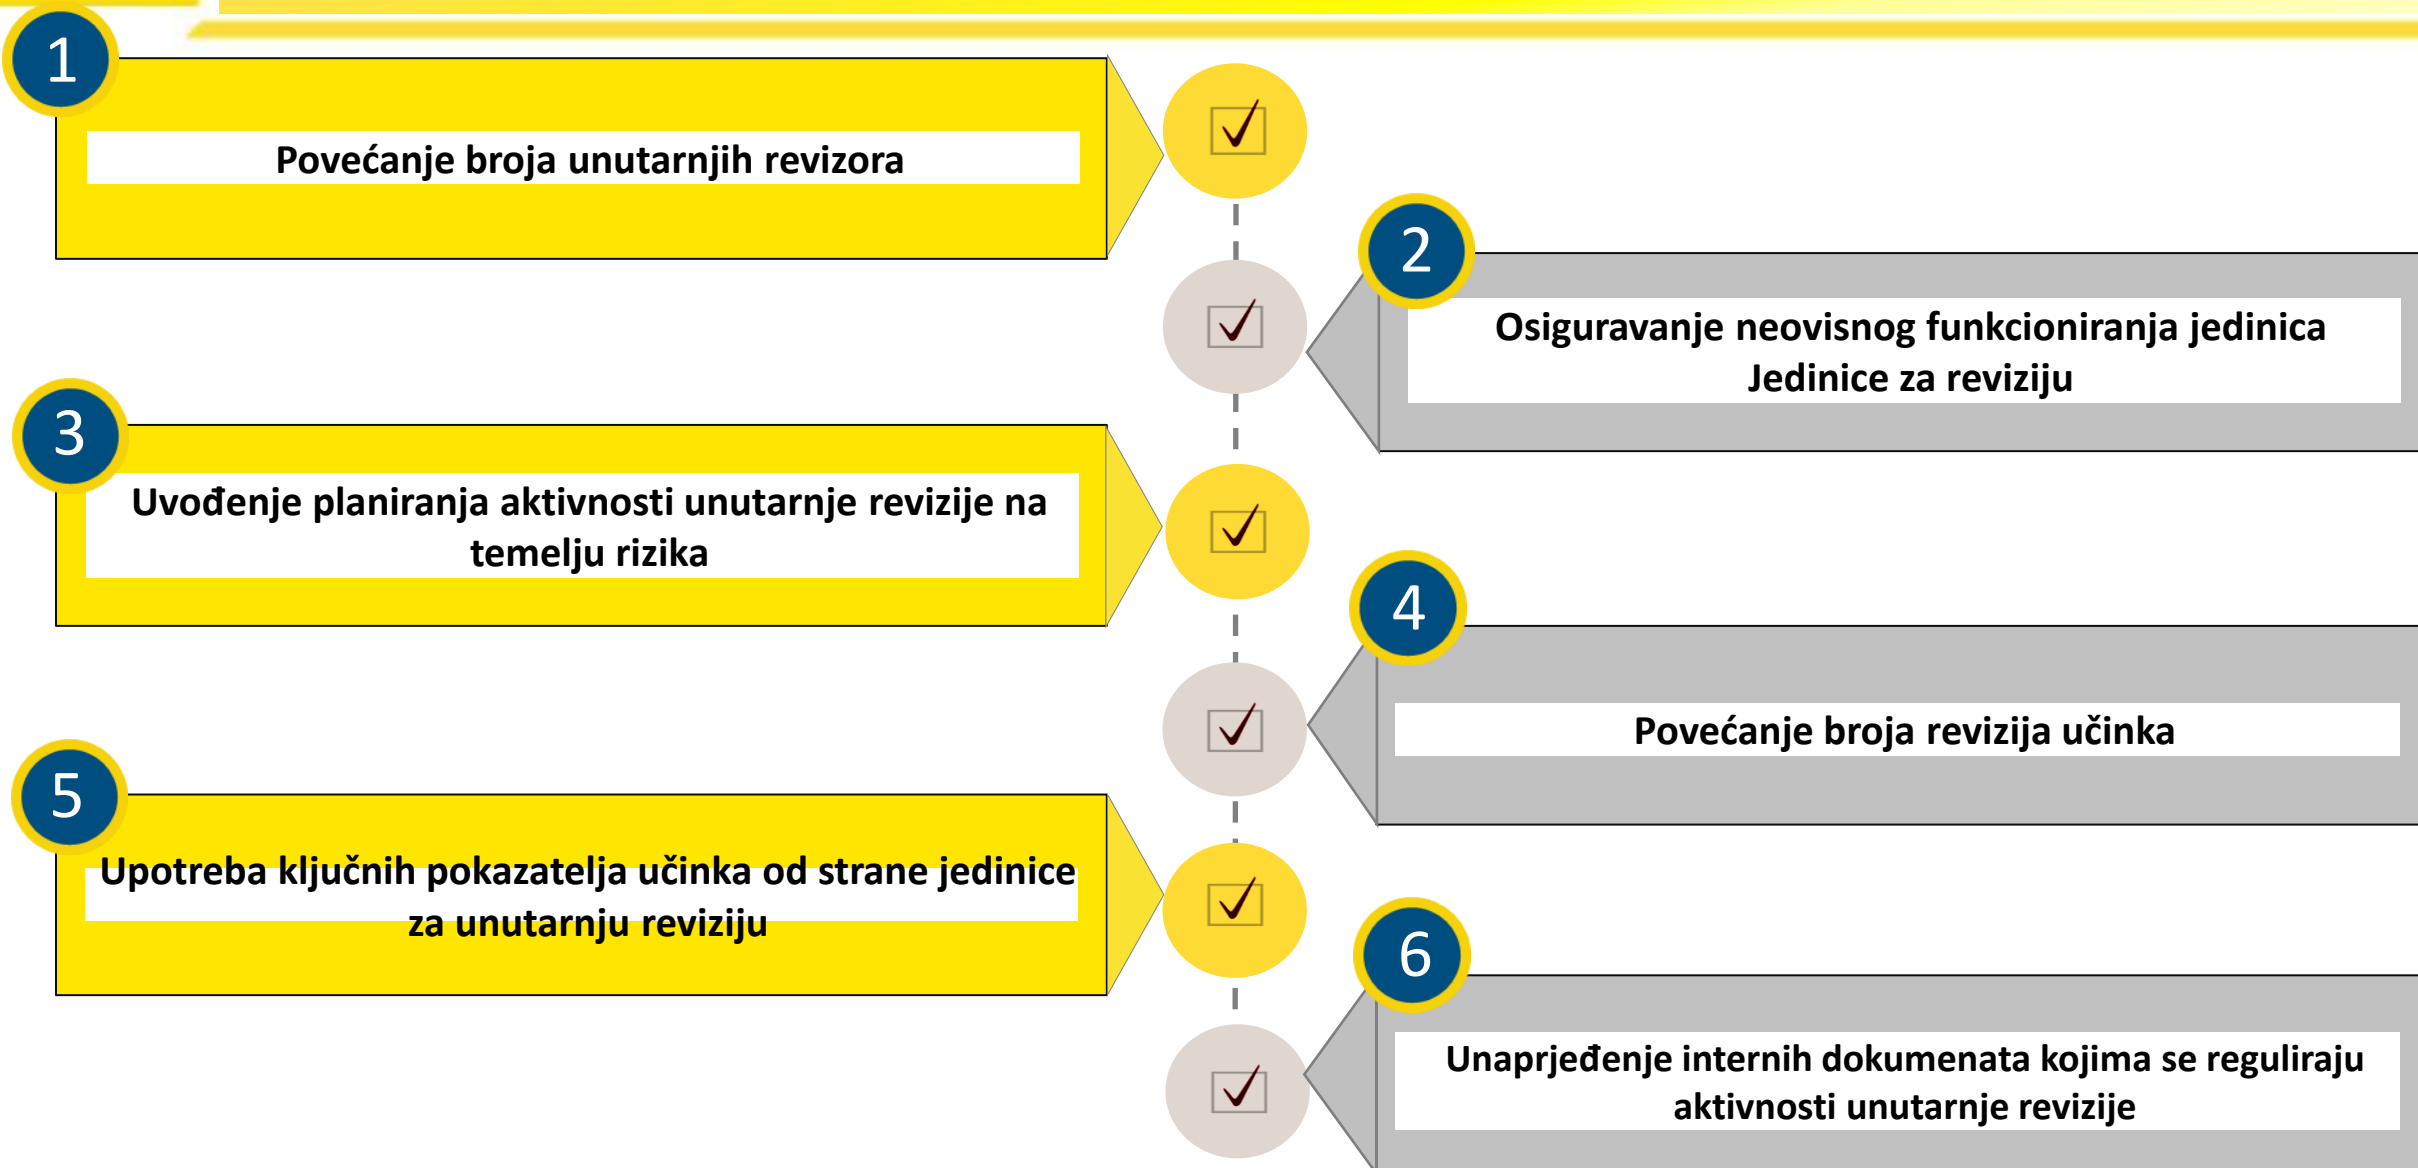 1
Povećanje broja unutarnjih revizora
2
Osiguravanje neovisnog funkcioniranja jedinica
Jedinice za reviziju
3
Uvođenje planiranja aktivnosti unutarnje revizije na
temelju rizika
4
Povećanje broja revizija učinka
5
Upotreba ključnih pokazatelja učinka od strane jedinice
za unutarnju reviziju
6
Unaprjeđenje internih dokumenata kojima se reguliraju
aktivnosti unutarnje revizije